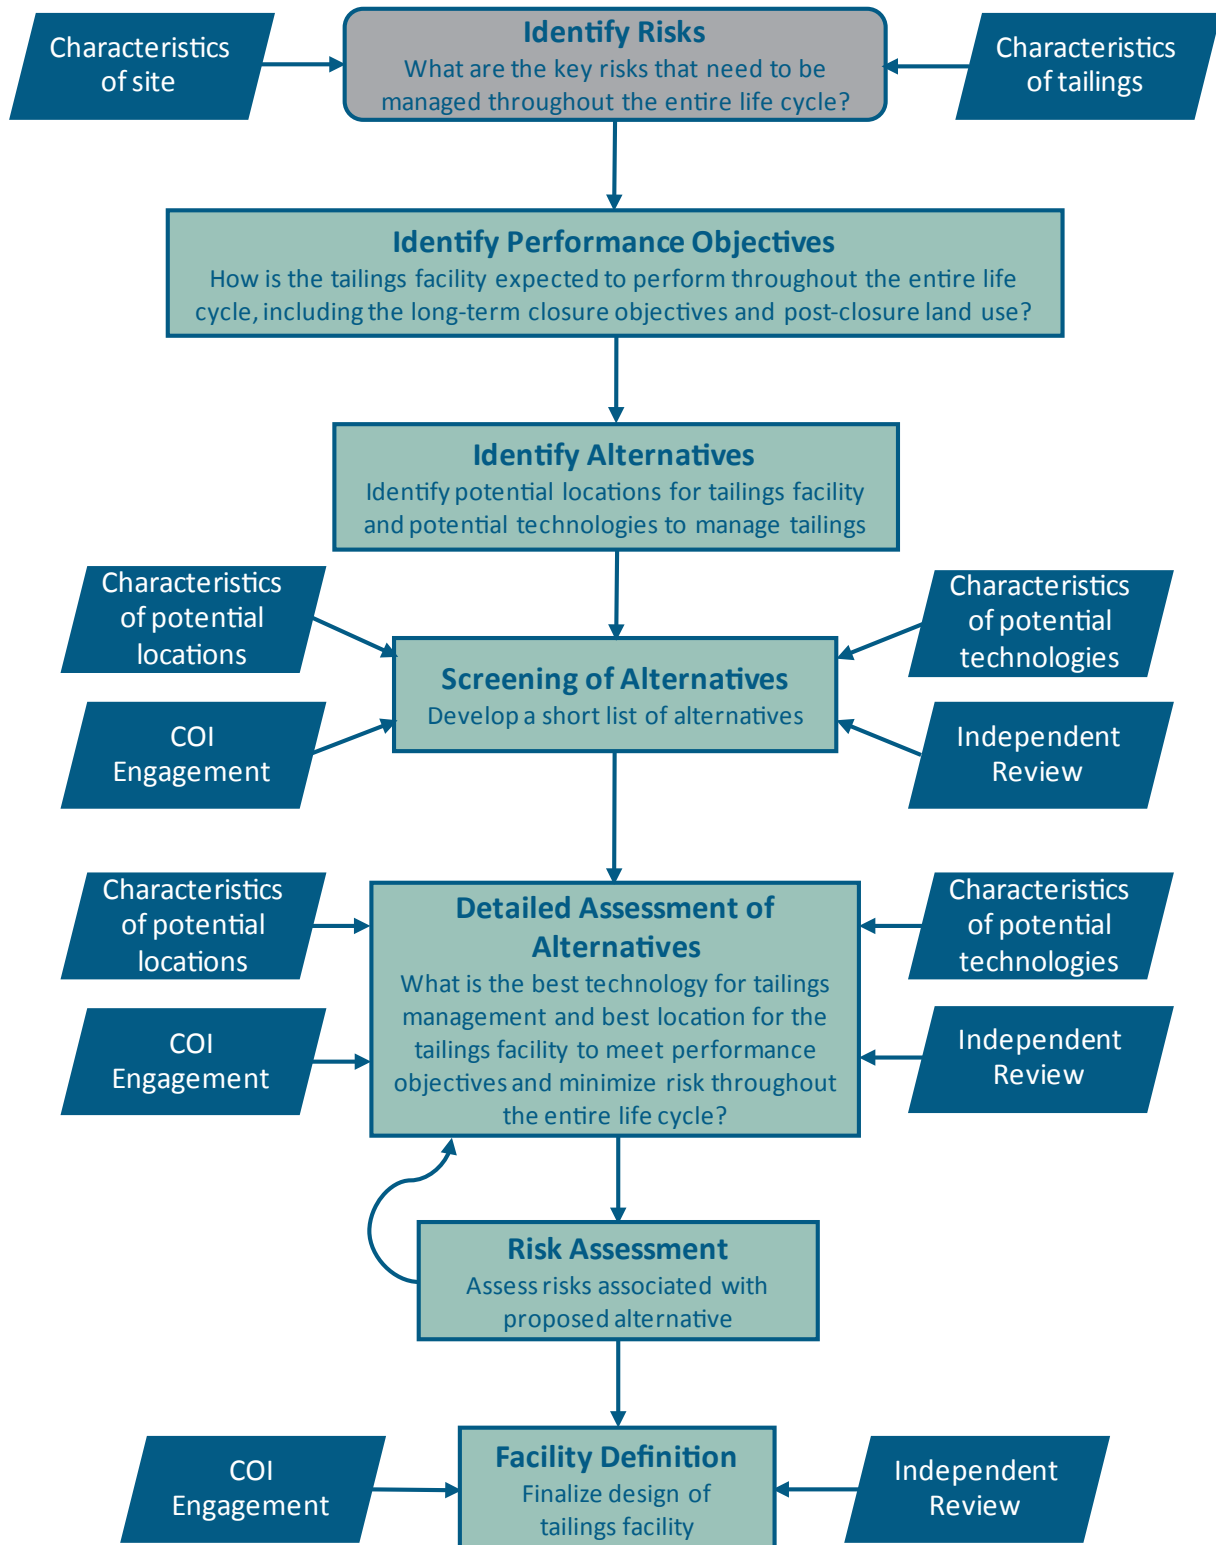 Characteristics
of site
Identify Risks
What are the key risks that need to be
managed throughout the entire life cycle?
Characteristics
of tailings
Identify Performance Objectives
How is the tailings facility expected to perform throughout the entire life
cycle, including the long-term closure objectives and post-closure land use?
Identify Alternatives
Identify potential locations for tailings facility
and potential technologies to manage tailings
Characteristics
of potential
locations
Characteristics
of potential
technologies
Screening of Alternatives
Develop a short list of alternatives
COI
Engagement
Independent
Review
Characteristics
of potential
locations
Detailed Assessment of
Alternatives
What is the best technology for tailings
management and best location for the
tailings facility to meet performance
objectives and minimize risk throughout
the entire life cycle?
Characteristics
of potential
technologies
COI
Engagement
Independent
Review
Risk Assessment
Assess risks associated with
proposed alternative
COI
Engagement
Facility Definition
Finalize design of
tailings facility
Independent
Review